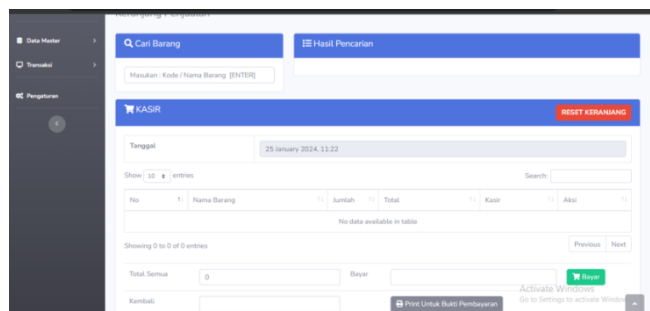 Keranjang Penjualan
Data Master
Cari Barang
Hasil Pencarian
Transaksi
Masukan : Kode / Nama Barang [ENTER]
Pengaturan
KASIR
RESET KERANJANG
Tanggal
25 January 2024, 11:22
Show 10 entries
Search:
No Nama Barang Jumlah Total Kasir Aksi
No data available in table
Showing 0 to 0 of 0 entries
Previous Next
Total Semua 0 Bayar Bayar
Activate Windows
Kembali Print Untuk Bukti Pembayaran Go to Settings to activate Windows